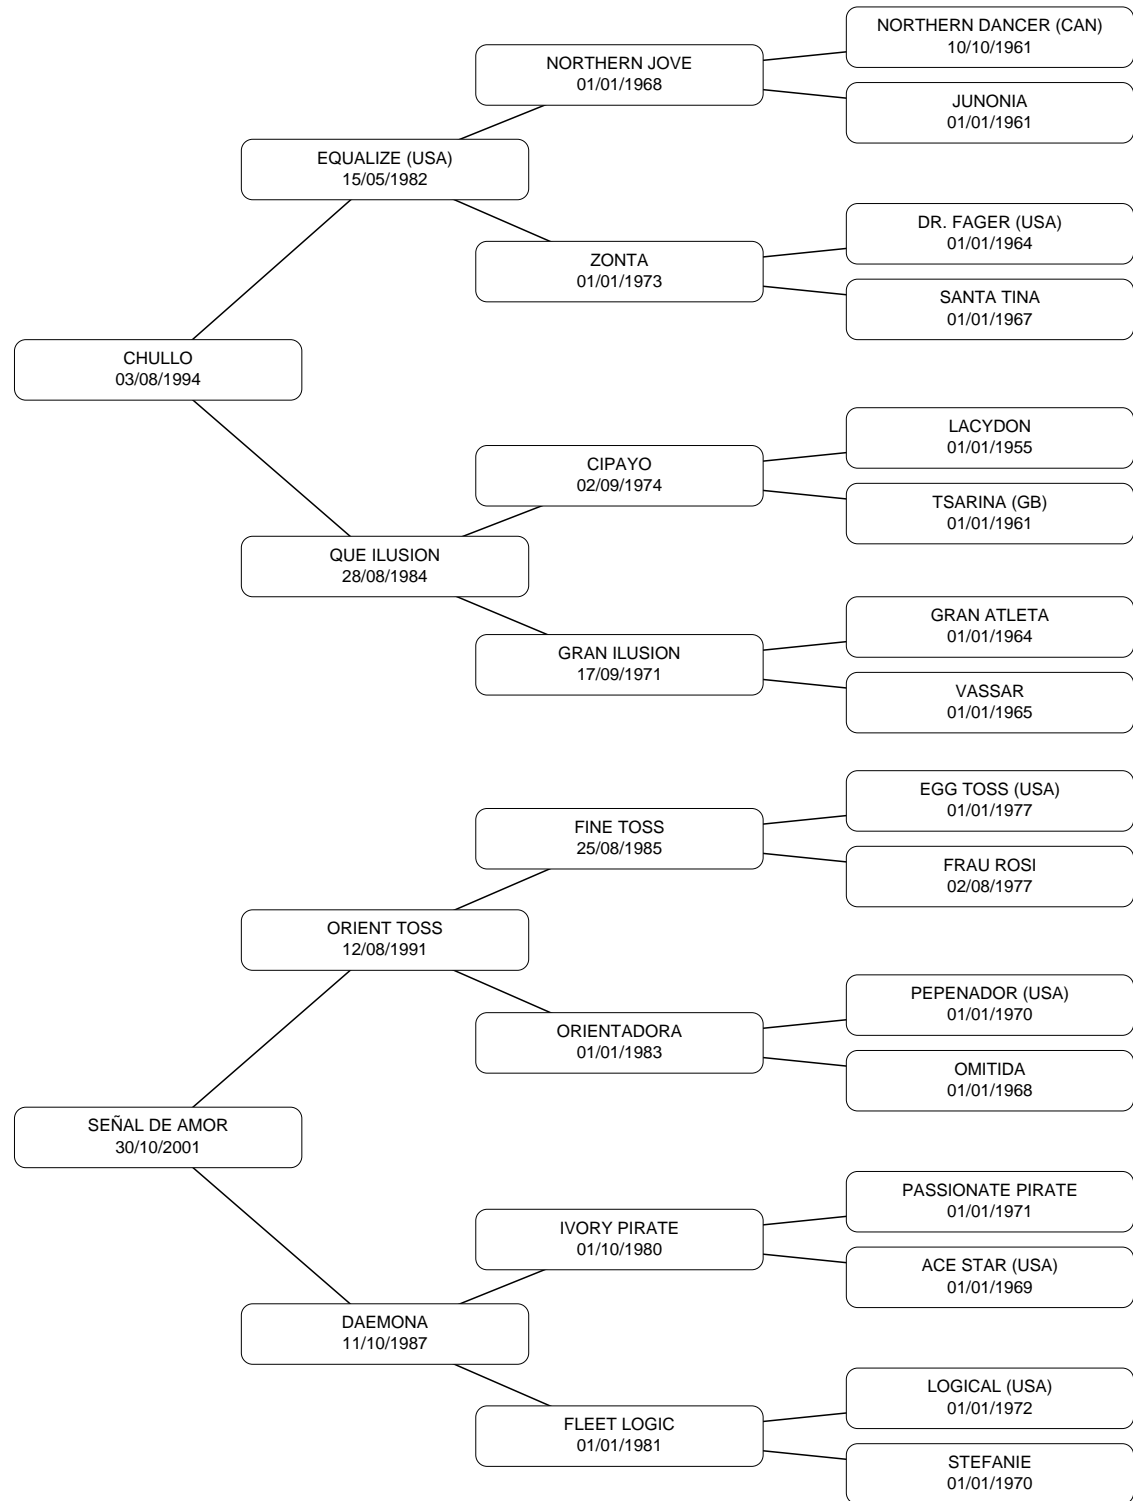 NORTHERN DANCER (CAN)
10/10/1961
NORTHERN JOVE
01/01/1968
JUNONIA
01/01/1961
EQUALIZE (USA)
15/05/1982
DR. FAGER (USA)
01/01/1964
ZONTA
01/01/1973
SANTA TINA
01/01/1967
CHULLO
03/08/1994
LACYDON
01/01/1955
CIPAYO
02/09/1974
TSARINA (GB)
01/01/1961
QUE ILUSION
28/08/1984
GRAN ATLETA
01/01/1964
GRAN ILUSION
17/09/1971
VASSAR
01/01/1965
EGG TOSS (USA)
01/01/1977
FINE TOSS
25/08/1985
FRAU ROSI
02/08/1977
ORIENT TOSS
12/08/1991
PEPENADOR (USA)
01/01/1970
ORIENTADORA
01/01/1983
OMITIDA
01/01/1968
SEÑAL DE AMOR
30/10/2001
PASSIONATE PIRATE
01/01/1971
IVORY PIRATE
01/10/1980
ACE STAR (USA)
01/01/1969
DAEMONA
11/10/1987
LOGICAL (USA)
01/01/1972
FLEET LOGIC
01/01/1981
STEFANIE
01/01/1970